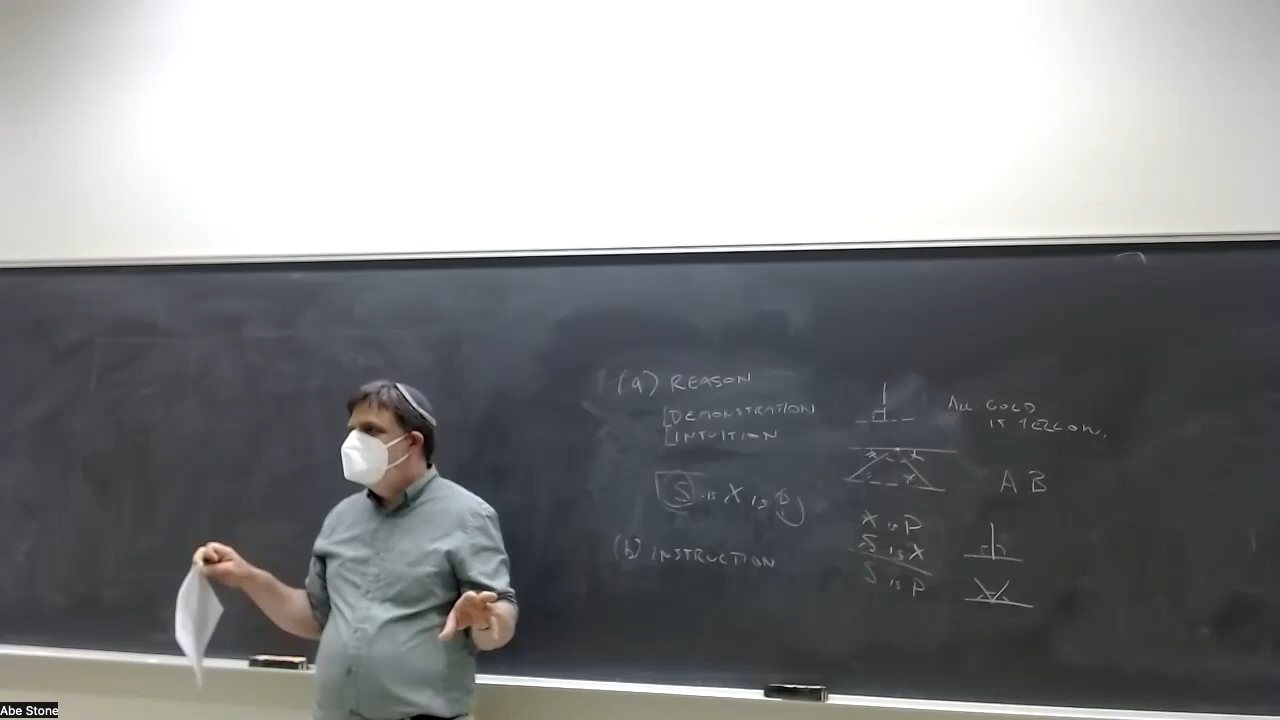 (a) REASON
[DEMONSTRATION
[INTUITION
S is X is P
(b) INSTRUCTION
ALL GOLD
IS YELLOW.
A B
X is P
S is X
S is P
Abe Stone